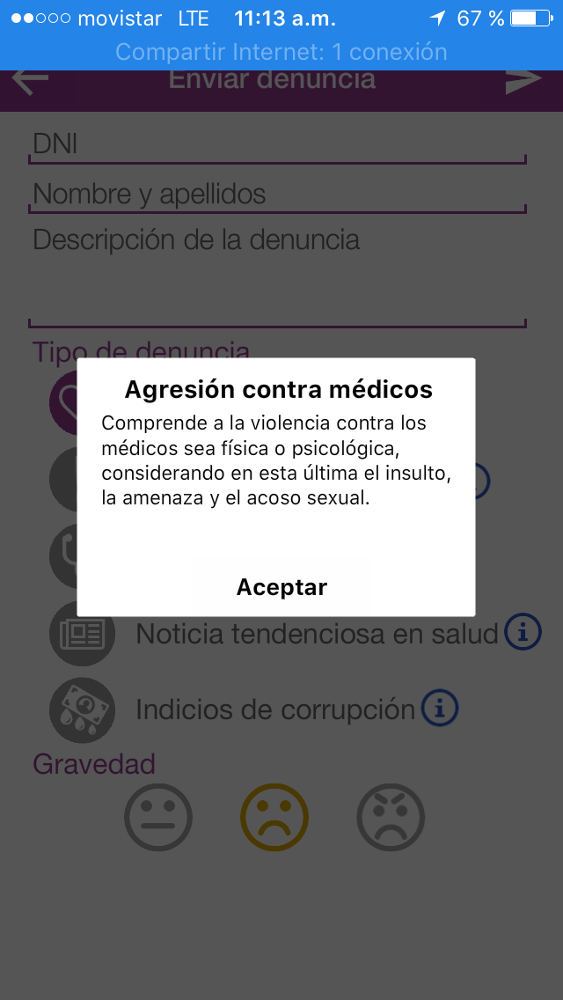 movistar LTE 11:13 a.m. 67 %
Compartir Internet: 1 conexión
Enviar denuncia
DNI
Nombre y apellidos
Descripción de la denuncia
Tipo de denuncia
Agresión contra médicos
Comprende a la violencia contra los
médicos sea física o psicológica,
considerando en esta última el insulto,
la amenaza y el acoso sexual.
Aceptar
Noticia tendenciosa en salud
Indicios de corrupción
Gravedad